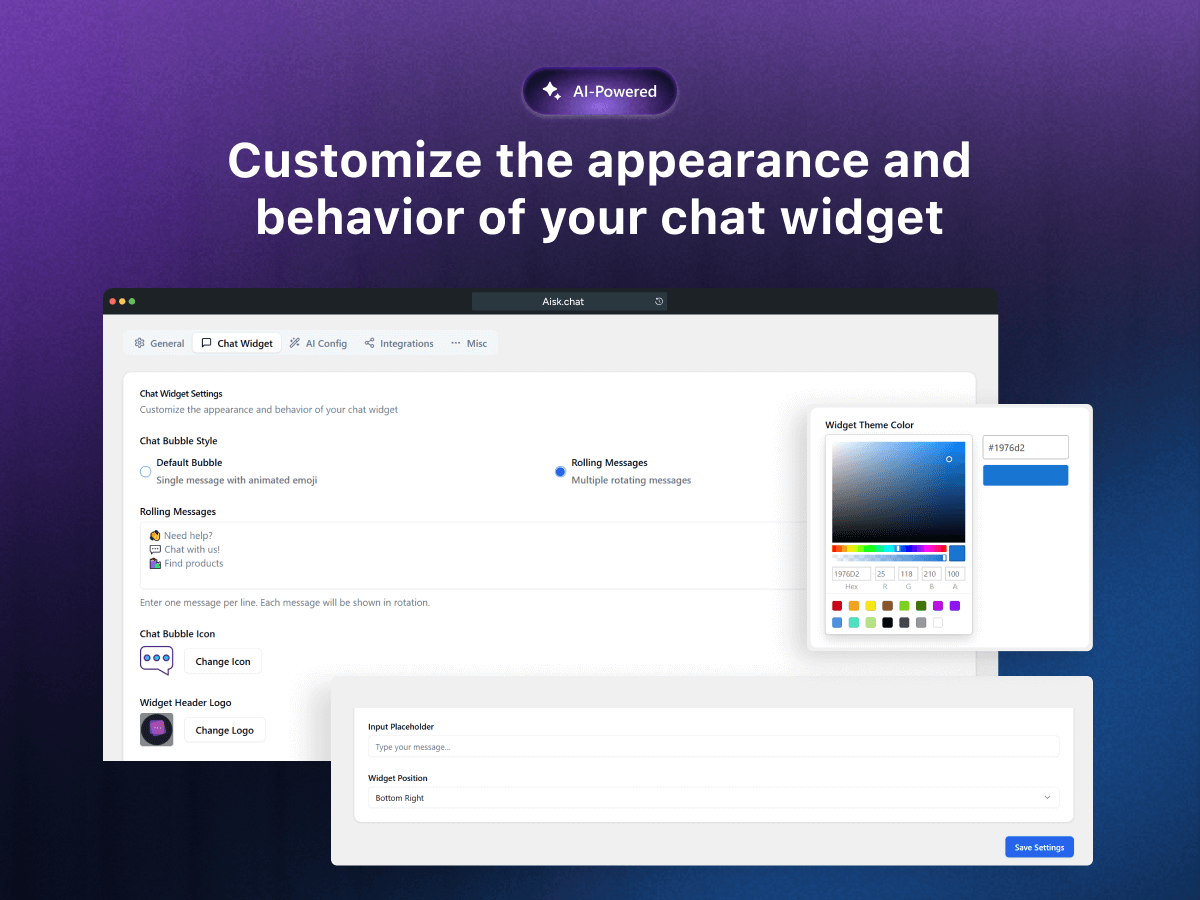 AI-Powered
Customize the appearance and
behavior of your chat widget
Aisk.chat
General
Chat Widget
AI Config
Integrations
Misc
Chat Widget Settings
Customize the appearance and behavior of your chat widget
Chat Bubble Style
Default Bubble
Single message with animated emoji
Rolling Messages
Multiple rotating messages
Rolling Messages
👋 Need help?
💬 Chat with us!
🛍️ Find products
Enter one message per line. Each message will be shown in rotation.
Chat Bubble Icon
Change Icon
Widget Header Logo
Change Logo
Widget Theme Color
#1976d2
1976D2 25 118 210 100
Hex R G B A
Input Placeholder
Type your message...
Widget Position
Bottom Right
Save Settings